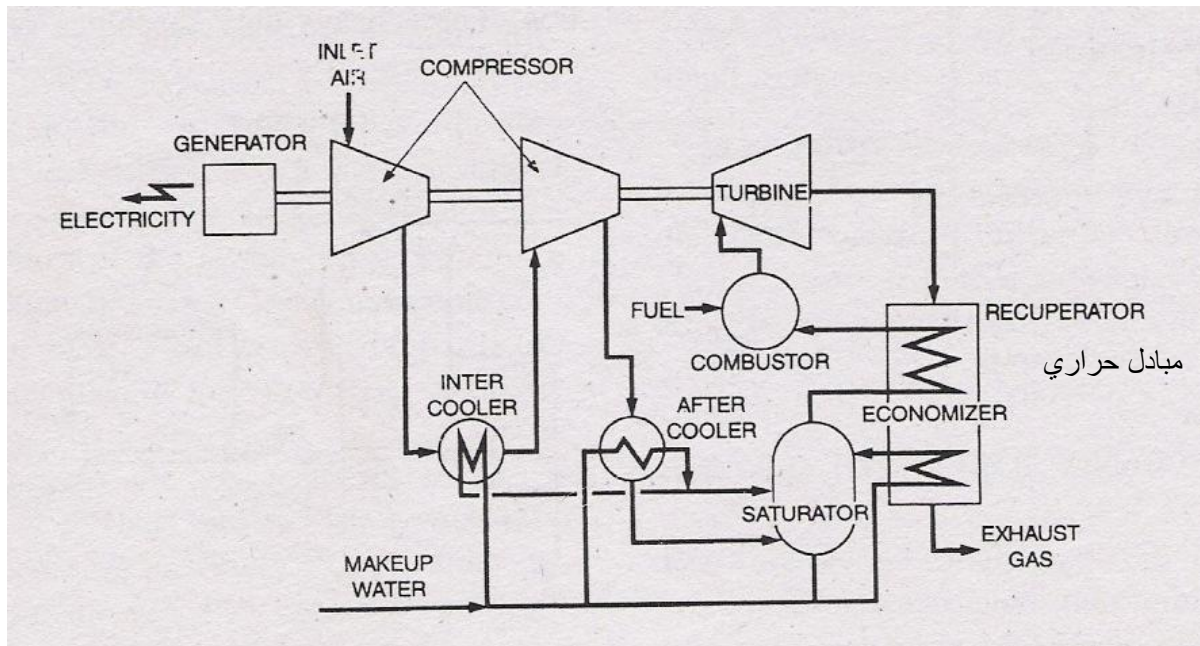 INLET
AIR
COMPRESSOR
GENERATOR
ELECTRICITY
TURBINE
FUEL
COMBUSTOR
RECUPERATOR
مبادل حراري
INTER
COOLER
AFTER
COOLER
ECONOMIZER
SATURATOR
EXHAUST
GAS
MAKEUP
WATER